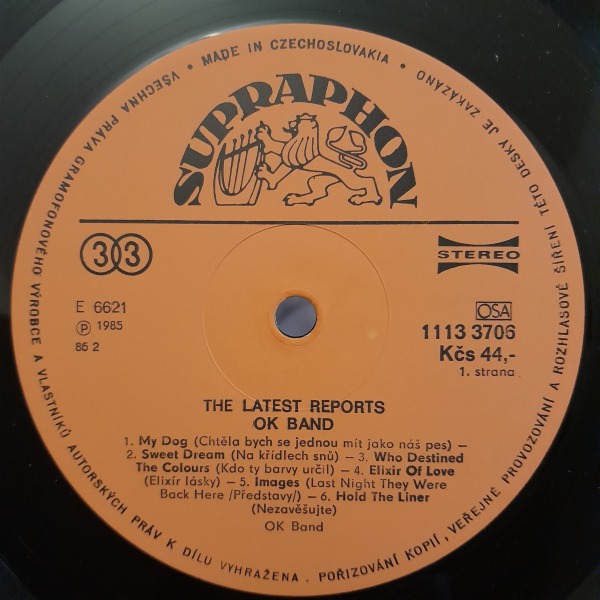 VŠECHNA PRÁVA GRAMOFONOVÉHO VÝROBCE A VLASTNÍKŮ AUTORSKÝCH PRÁV K DÍLU VYHRAŽENA. POŘIZOVÁNÍ KOPIÍ, VEŘEJNÉ PROVOZOVÁNÍ A ROZHLASOVÉ ŠÍŘENÍ TÉTO DESKY JE ZAKÁZÁNO
• MADE IN CZECHOSLOVAKIA •
SUPRAPHON
33
STEREO
E 6621
Ⓟ 1985
85 2
OSA
1113 3706
Kčs 44,-
1. strana
THE LATEST REPORTS
OK BAND
1. My Dog (Chtěla bych se jednou mít jako náš pes) –
2. Sweet Dream (Na křídlech snů) – 3. Who Destined
The Colours (Kdo ty barvy určil) – 4. Elixir Of Love
(Elixír lásky) – 5. Images (Last Night They Were
Back Here /Představy/) – 6. Hold The Liner
(Nezavěšujte)
OK Band